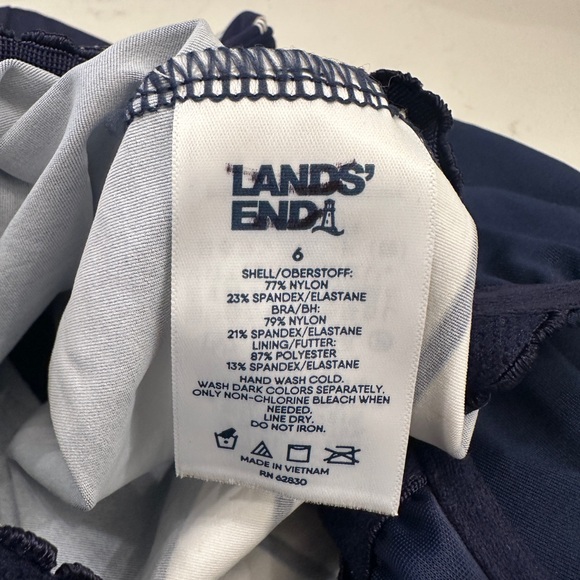 LANDS'
END
6
SHELL/OBERSTOFF:
77% NYLON
23% SPANDEX/ELASTANE
BRA/BH:
79% NYLON
21% SPANDEX/ELASTANE
LINING/FUTTER:
87% POLYESTER
13% SPANDEX/ELASTANE
HAND WASH COLD.
WASH DARK COLORS SEPARATELY.
ONLY NON-CHLORINE BLEACH WHEN
NEEDED.
LINE DRY.
DO NOT IRON.
MADE IN VIETNAM
RN 62830